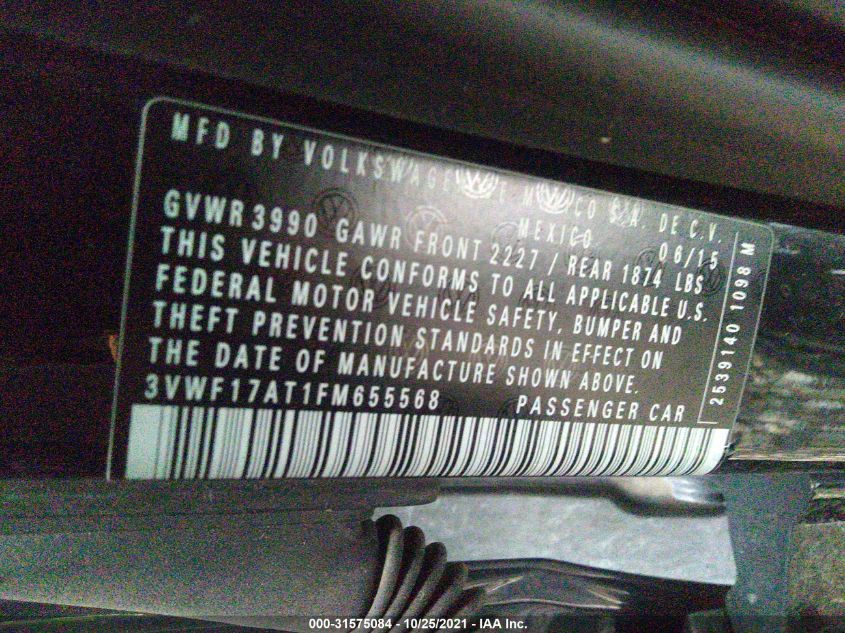 MFD BY VOLKSWAGEN DE MEXICO S.A. DE C.V.
MEXICO 06/15
GVWR 3990 GAWR FRONT 2227 / REAR 1874 LBS
THIS VEHICLE CONFORMS TO ALL APPLICABLE U.S.
FEDERAL MOTOR VEHICLE SAFETY, BUMPER AND
THEFT PREVENTION STANDARDS IN EFFECT ON
THE DATE OF MANUFACTURE SHOWN ABOVE.
3VWF17AT1FM655568 PASSENGER CAR
2539140 1098 M
000-31575084 - 10/25/2021 - IAA Inc.